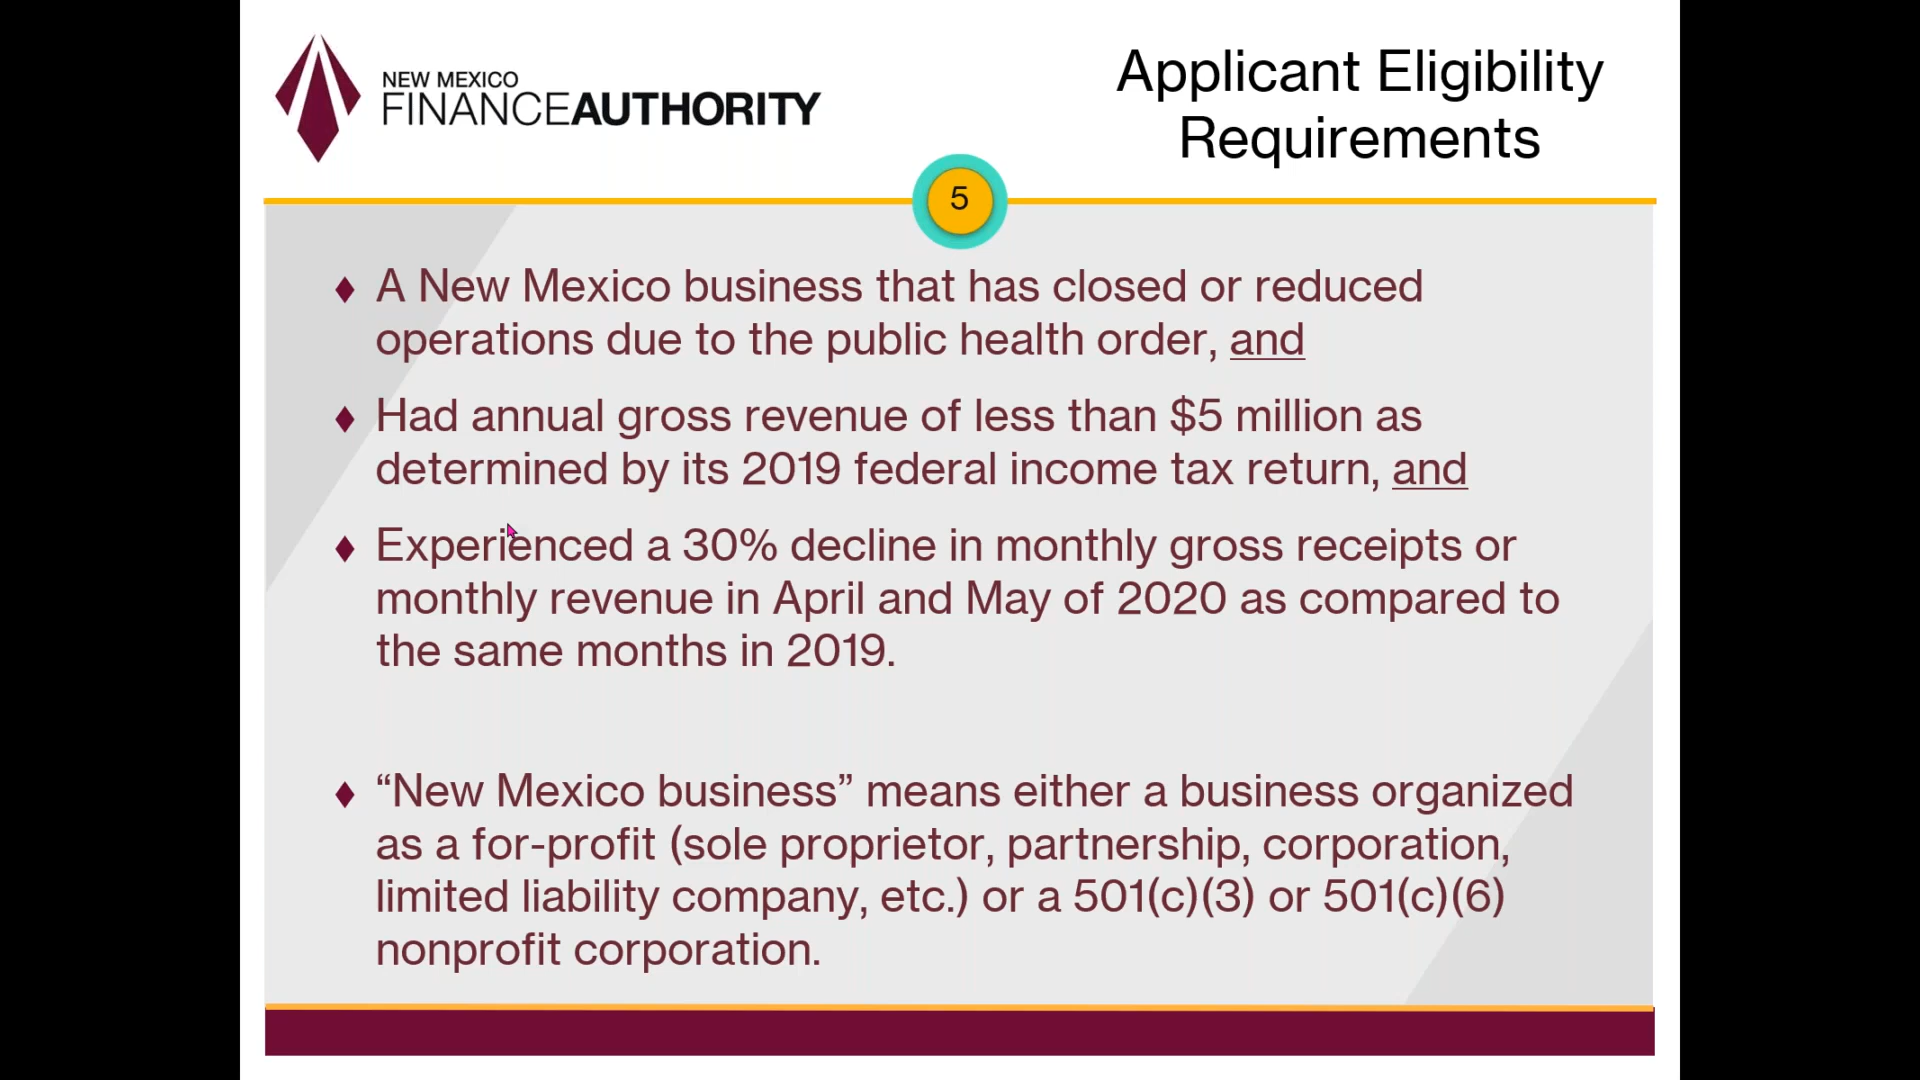 NEW MEXICO
FINANCEAUTHORITY
Applicant Eligibility
Requirements
5
♦ A New Mexico business that has closed or reduced
operations due to the public health order, and
♦ Had annual gross revenue of less than $5 million as
determined by its 2019 federal income tax return, and
♦ Experienced a 30% decline in monthly gross receipts or
monthly revenue in April and May of 2020 as compared to
the same months in 2019.
♦ “New Mexico business” means either a business organized
as a for-profit (sole proprietor, partnership, corporation,
limited liability company, etc.) or a 501(c)(3) or 501(c)(6)
nonprofit corporation.